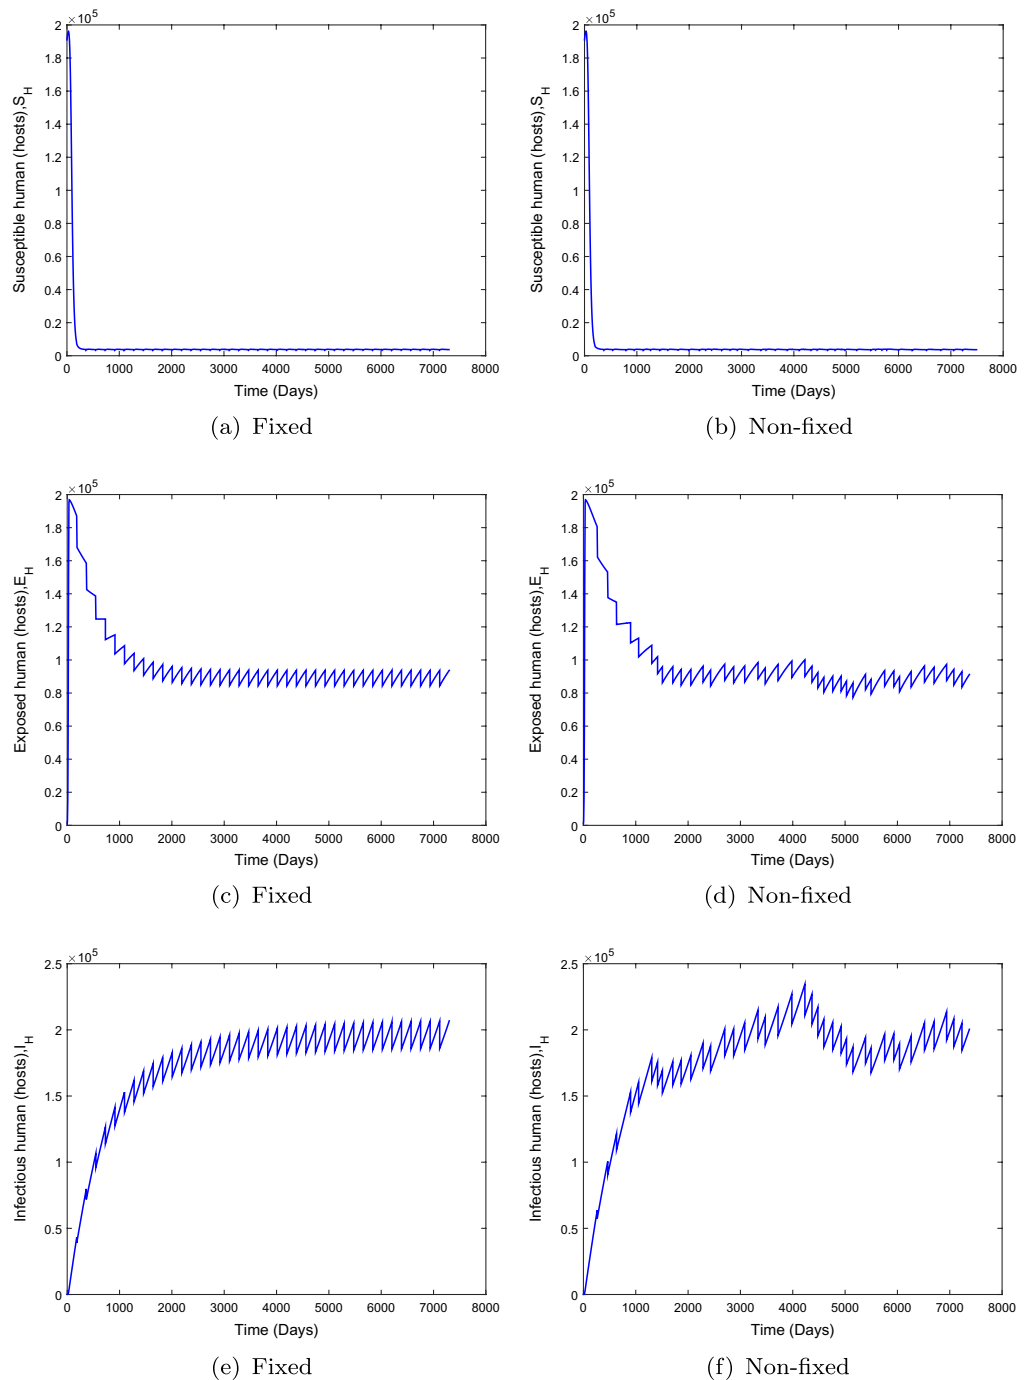 ×10^5
2
1.8
1.6
1.4
1.2
1
0.8
0.6
0.4
0.2
0
Susceptible human (hosts),S_H
0 1000 2000 3000 4000 5000 6000 7000 8000
Time (Days)
(a) Fixed
×10^5
2
1.8
1.6
1.4
1.2
1
0.8
0.6
0.4
0.2
0
Susceptible human (hosts),S_H
0 1000 2000 3000 4000 5000 6000 7000 8000
Time (Days)
(b) Non-fixed
×10^5
2
1.8
1.6
1.4
1.2
1
0.8
0.6
0.4
0.2
0
Exposed human (hosts),E_H
0 1000 2000 3000 4000 5000 6000 7000 8000
Time (Days)
(c) Fixed
×10^5
2
1.8
1.6
1.4
1.2
1
0.8
0.6
0.4
0.2
0
Exposed human (hosts),E_H
0 1000 2000 3000 4000 5000 6000 7000 8000
Time (Days)
(d) Non-fixed
×10^5
2.5
2
1.5
1
0.5
0
Infectious human (hosts),I_H
0 1000 2000 3000 4000 5000 6000 7000 8000
Time (Days)
(e) Fixed
×10^5
2.5
2
1.5
1
0.5
0
Infectious human (hosts),I_H
0 1000 2000 3000 4000 5000 6000 7000 8000
Time (Days)
(f) Non-fixed